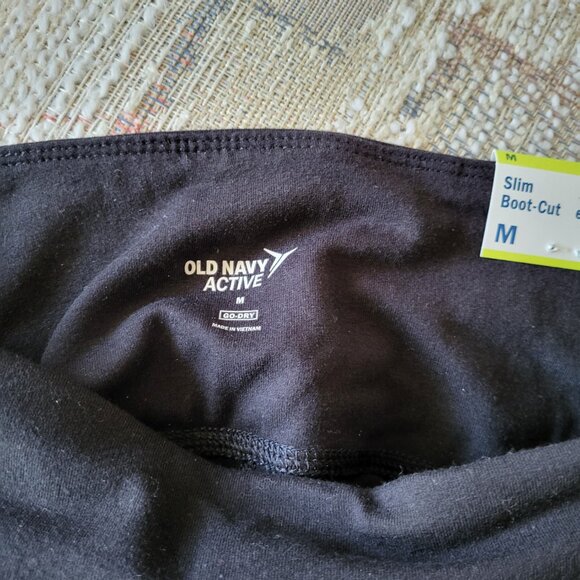 OLD NAVY
ACTIVE
M
GO-DRY
MADE IN VIETNAM
M
Slim
Boot-Cut
M